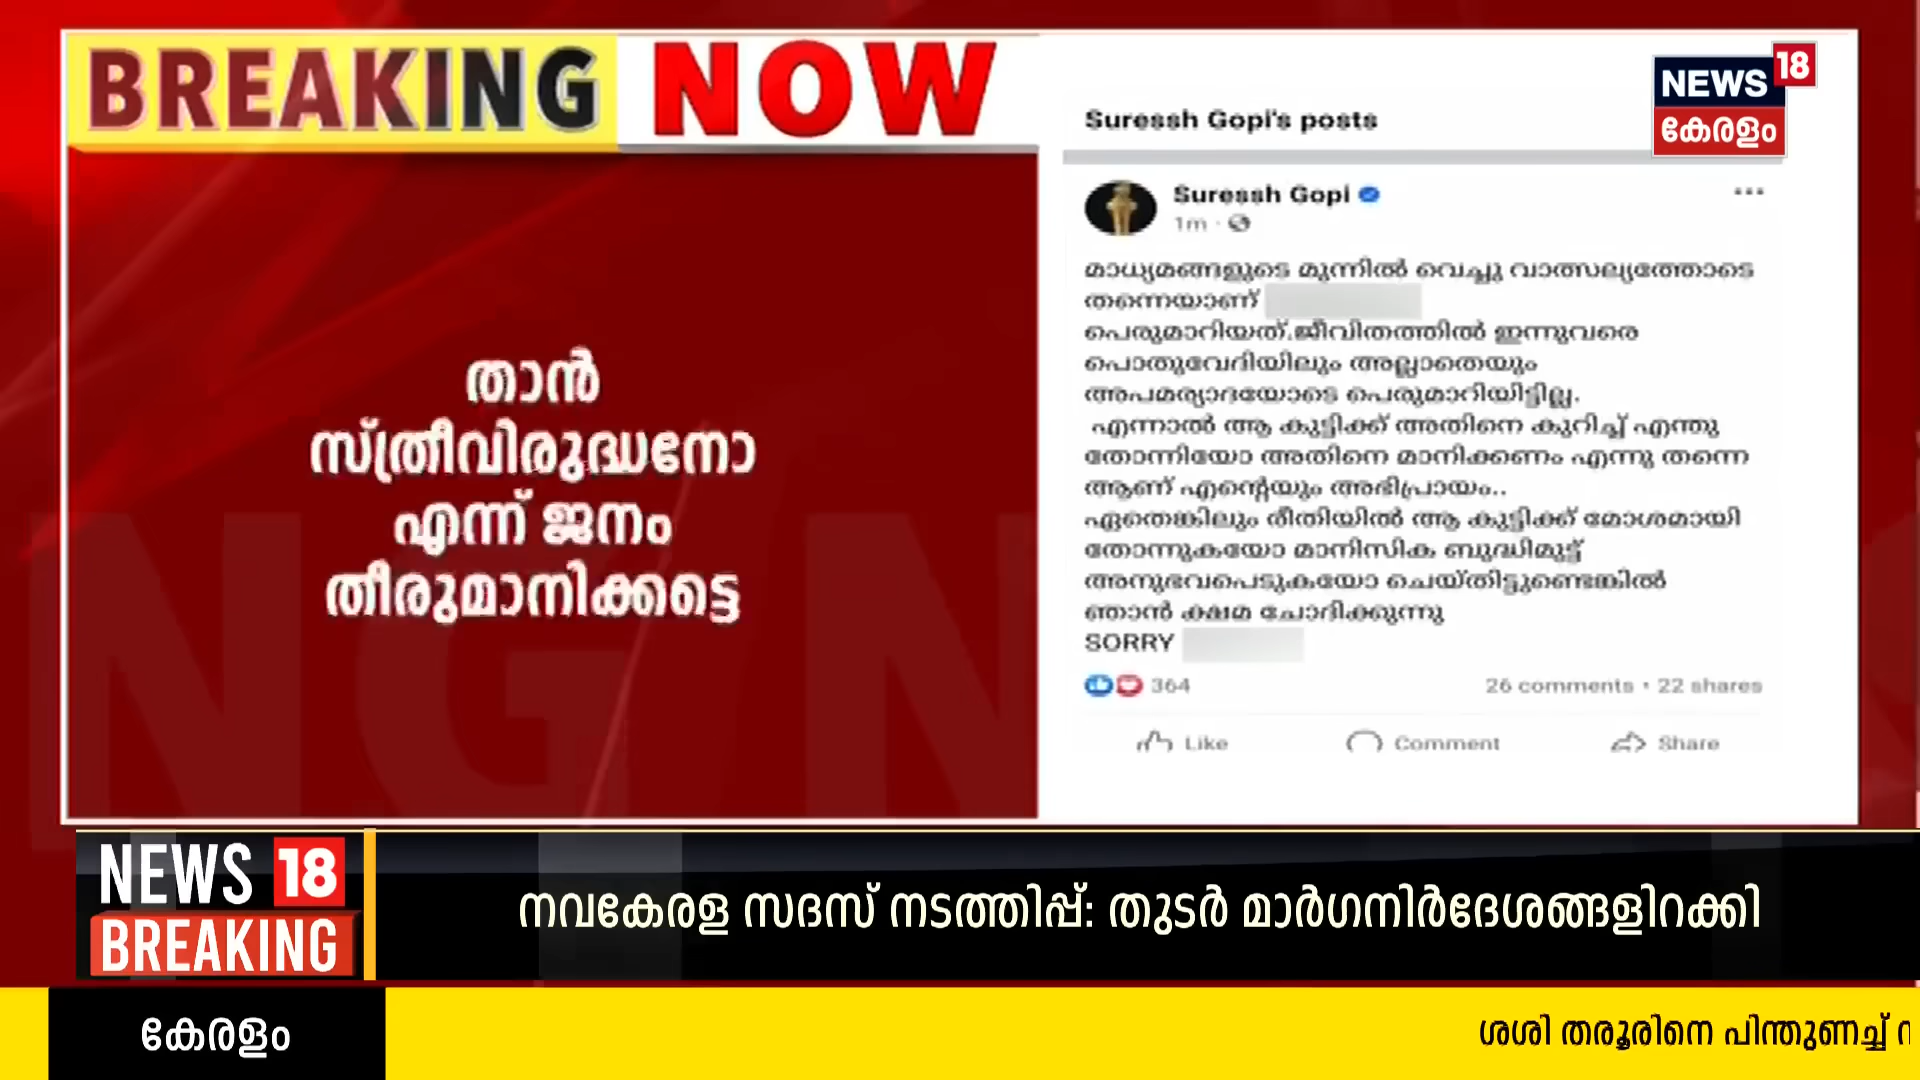 BREAKING NOW
താൻ
സ്ത്രീവിരുദ്ധനോ
എന്ന് ജനം
തീരുമാനിക്കട്ടെ
NEWS 18
കേരളം
Suressh Gopi's posts
Suressh Gopi
1m ·
മാധ്യമങ്ങളുടെ മുന്നിൽ വെച്ചു വാത്സല്യത്തോടെ
തന്നെയാണ്
പെരുമാറിയത്.ജീവിതത്തിൽ ഇന്നുവരെ
പൊതുവേദിയിലും അല്ലാതെയും
അപമര്യാദയോടെ പെരുമാറിയിട്ടില്ല.
എന്നാൽ ആ കുട്ടിക്ക് അതിനെ കുറിച്ച് എന്തു
തോന്നിയോ അതിനെ മാനിക്കണം എന്നു തന്നെ
ആണ് എന്റെയും അഭിപ്രായം..
ഏതെങ്കിലും രീതിയിൽ ആ കുട്ടിക്ക് മോശമായി
തോന്നുകയോ മാനിസിക ബുദ്ധിമുട്ട്
അനുഭവപെടുകയോ ചെയ്തിട്ടുണ്ടെങ്കിൽ
ഞാൻ ക്ഷമ ചോദിക്കുന്നു
SORRY
364
26 comments • 22 shares
Like Comment Share
NEWS 18
BREAKING
നവകേരള സദസ് നടത്തിപ്പ്: തുടർ മാർഗനിർദേശങ്ങളിറക്കി
കേരളം
ശശി തരൂരിനെ പിന്തുണച്ച്